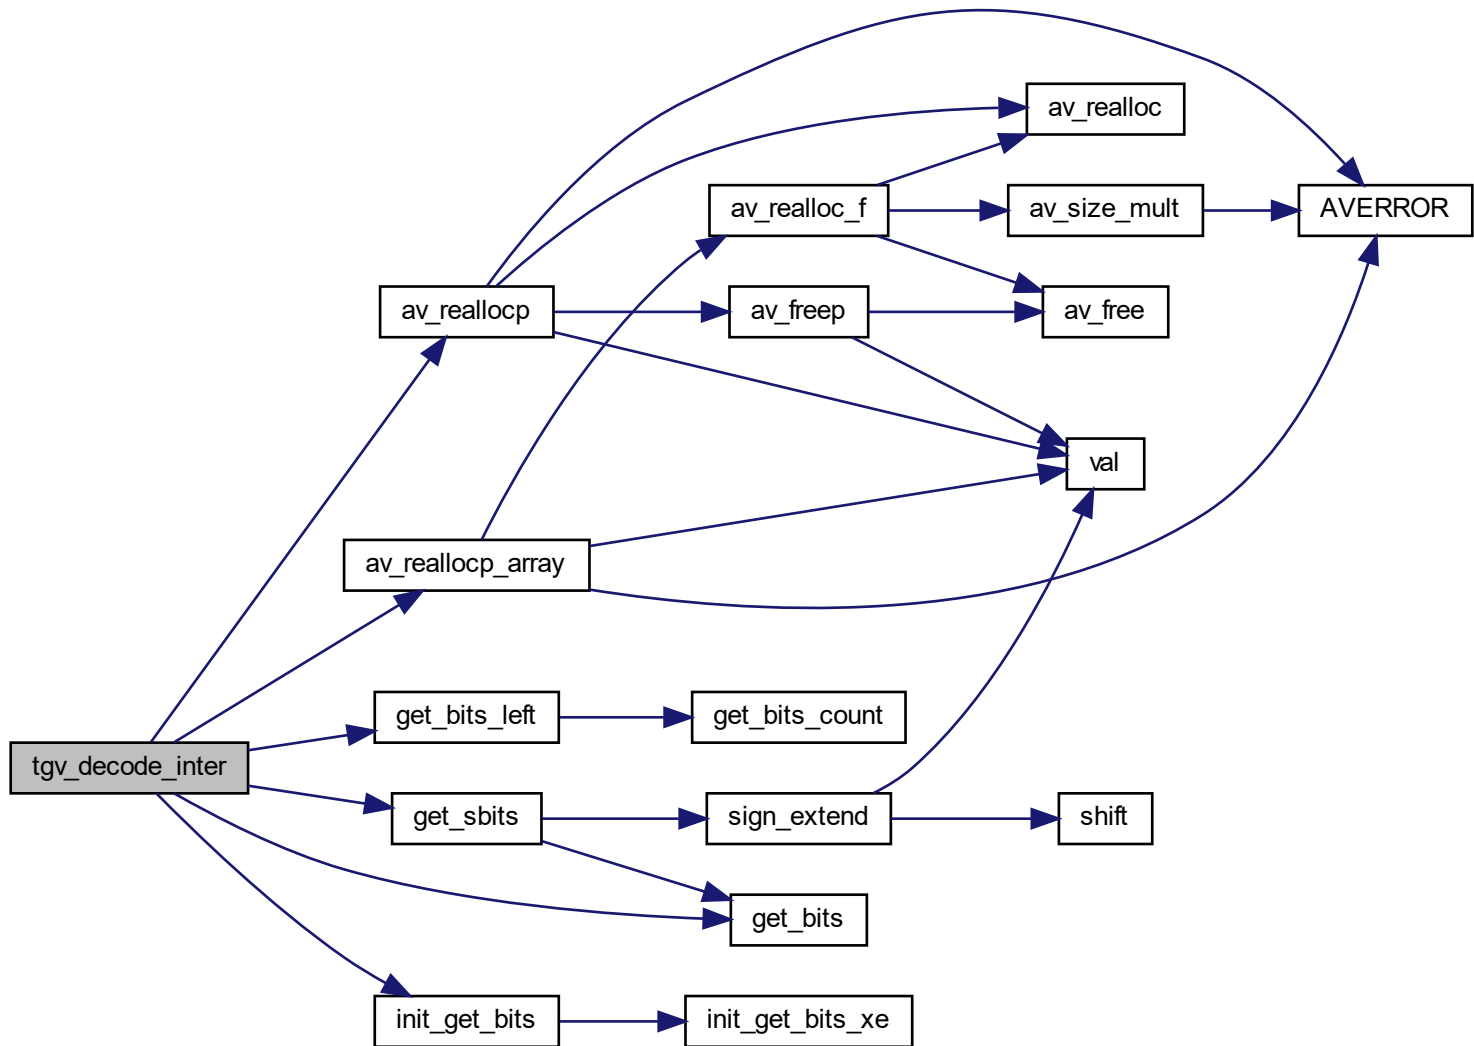 av_realloc
av_realloc_f
av_size_mult
AVERROR
av_reallocp
av_freep
av_free
val
av_reallocp_array
get_bits_left
get_bits_count
tgv_decode_inter
get_sbits
sign_extend
shift
get_bits
init_get_bits
init_get_bits_xe